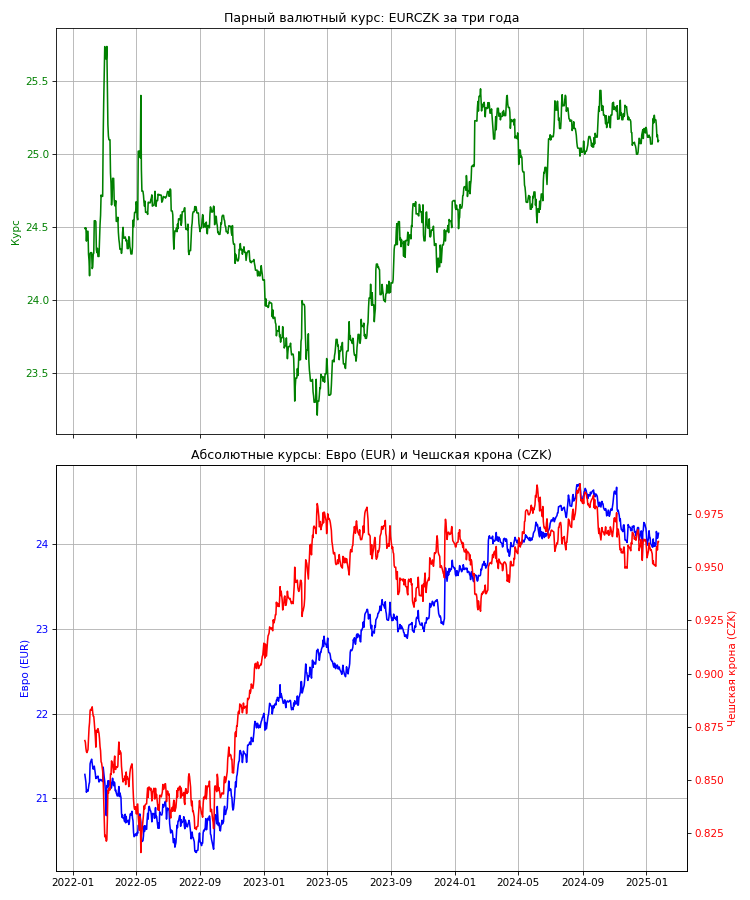 Парный валютный курс: EURCZK за три года
25.5
25.0
24.5
24.0
23.5
Курс
Абсолютные курсы: Евро (EUR) и Чешская крона (CZK)
24
23
22
21
Евро (EUR)
0.975
0.950
0.925
0.900
0.875
0.850
0.825
Чешская крона (CZK)
2022-01 2022-05 2022-09 2023-01 2023-05 2023-09 2024-01 2024-05 2024-09 2025-01